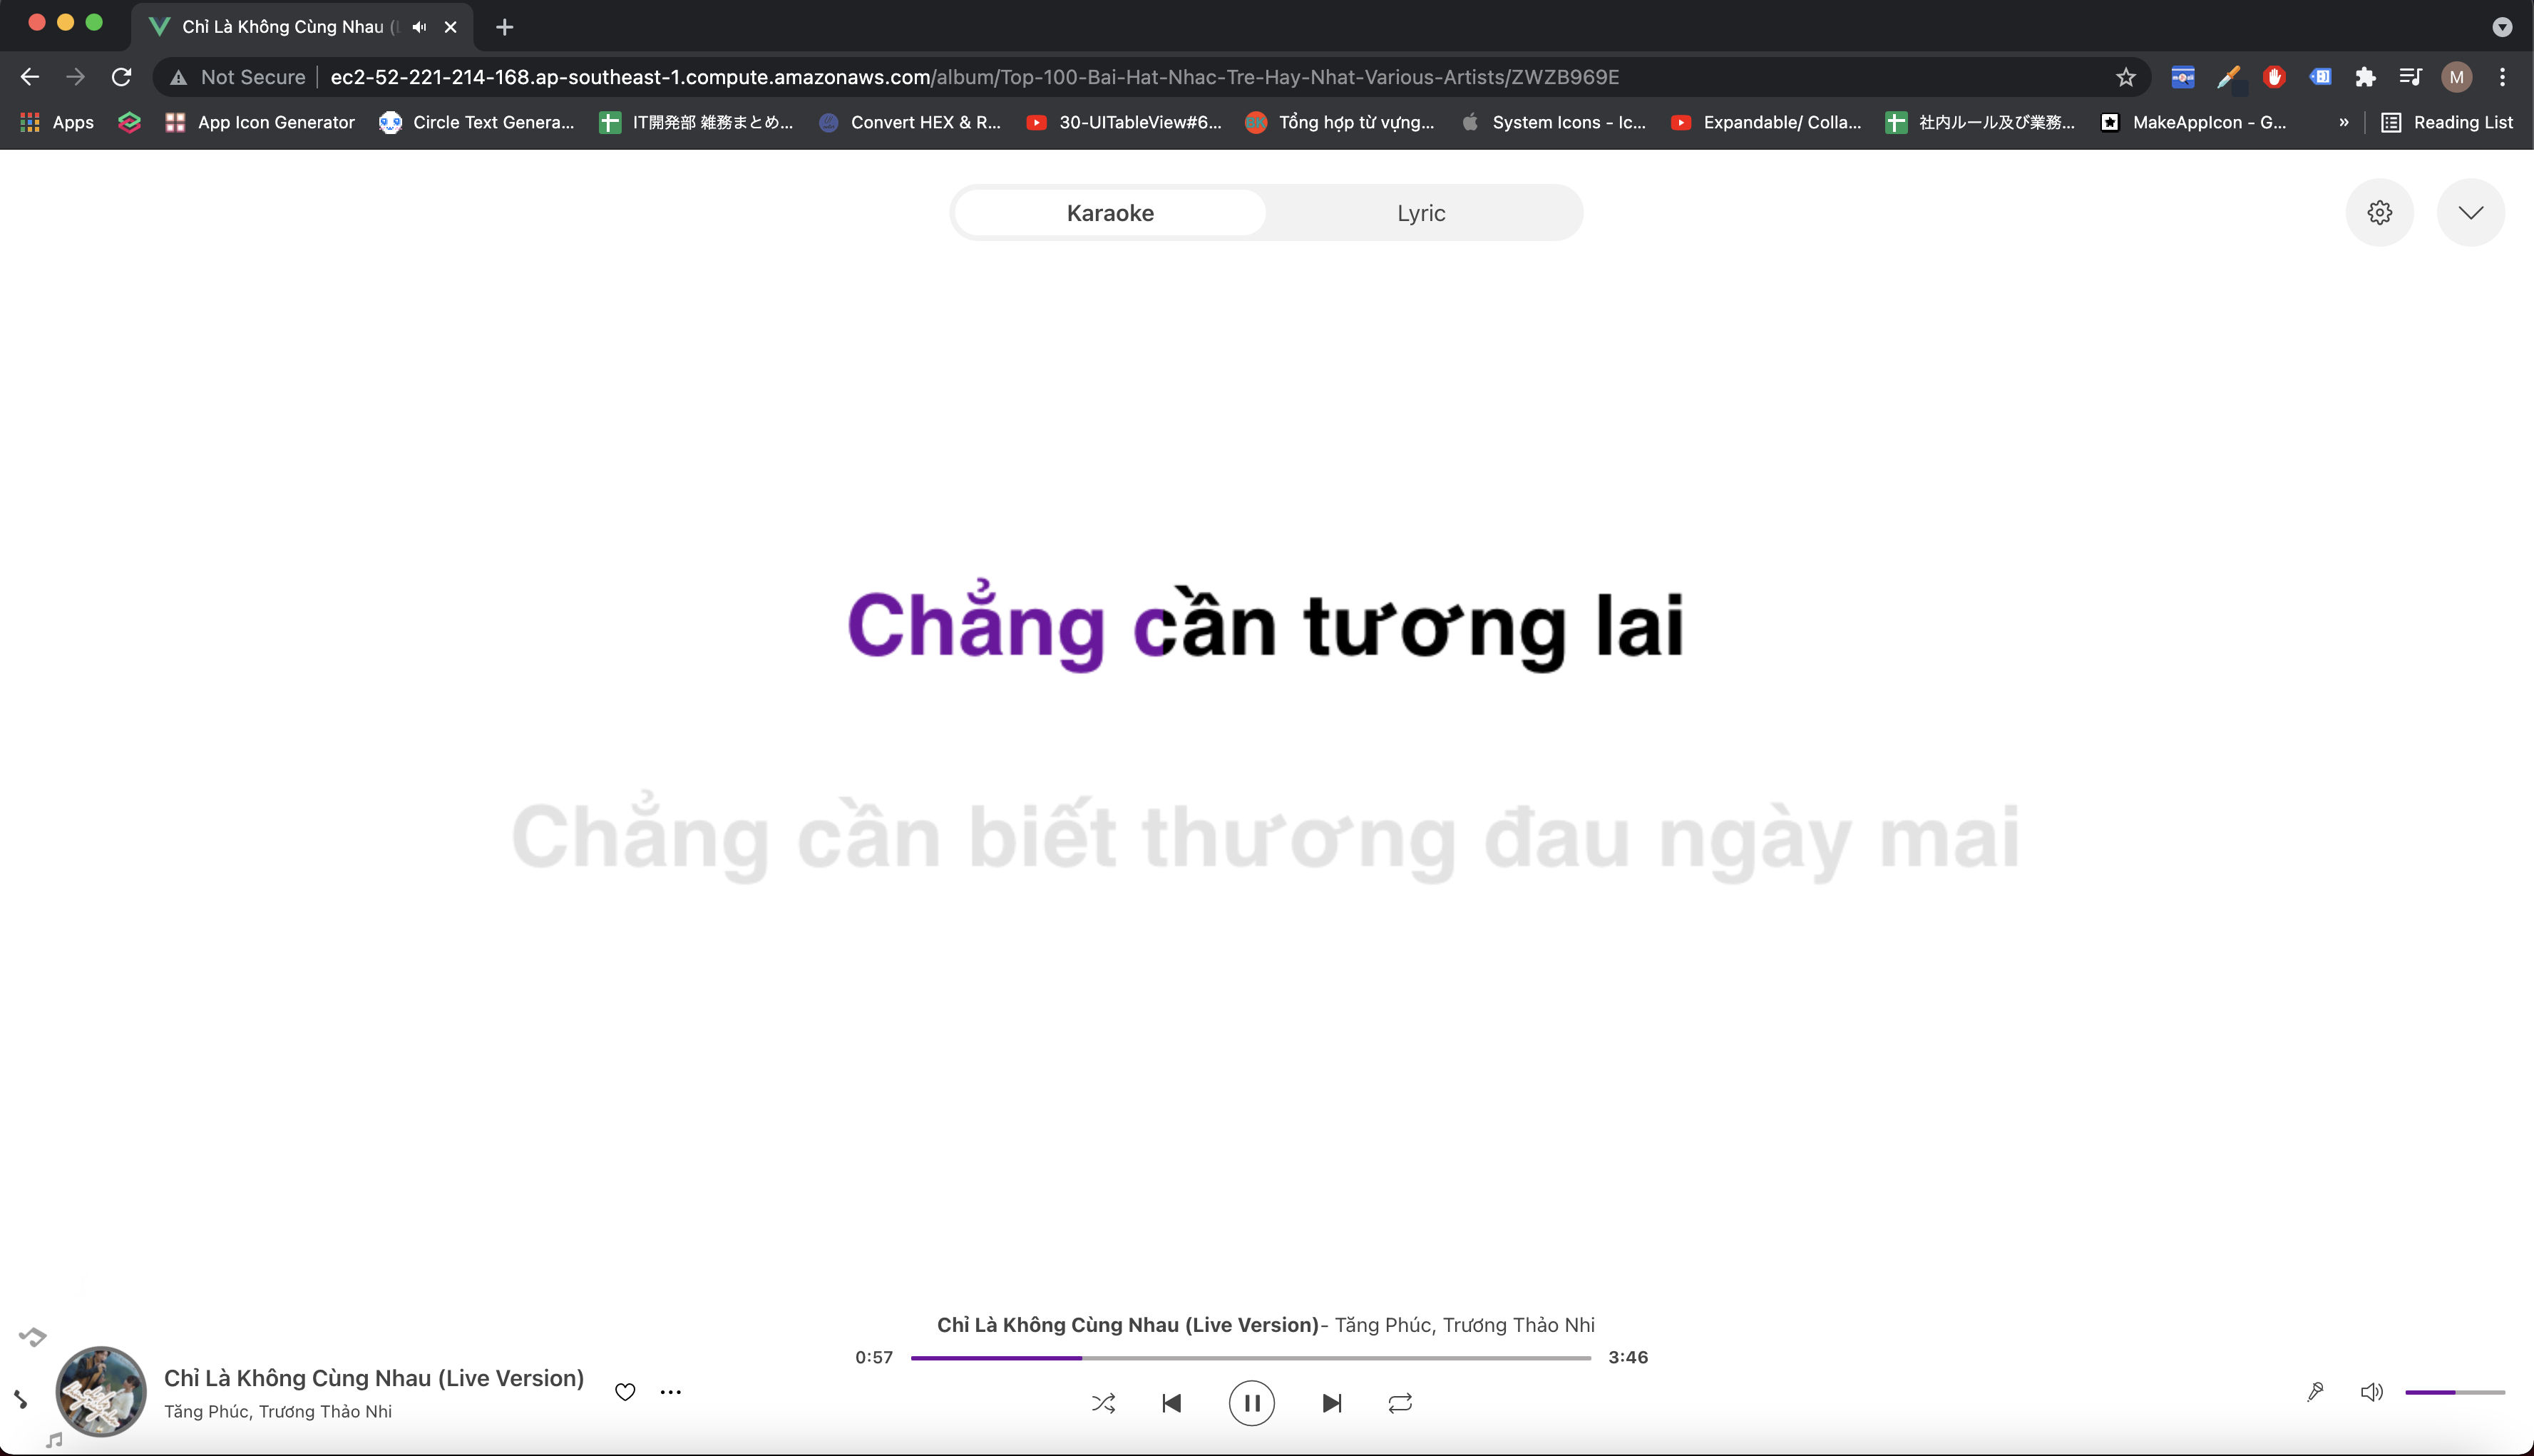 Chỉ Là Không Cùng Nhau (
Not Secure ec2-52-221-214-168.ap-southeast-1.compute.amazonaws.com/album/Top-100-Bai-Hat-Nhac-Tre-Hay-Nhat-Various-Artists/ZWZB969E M
Apps App Icon Generator Circle Text Genera... IT開発部 雑務まとめ... Convert HEX & R... 30-UITableView#6... Tổng hợp từ vựng... System Icons - Ic... Expandable/ Colla... 社内ルール及び業務... MakeAppIcon - G... » Reading List
Karaoke Lyric
Chẳng cần tương lai
Chẳng cần biết thương đau ngày mai
Chỉ Là Không Cùng Nhau (Live Version)- Tăng Phúc, Trương Thảo Nhi
0:57 3:46
Chỉ Là Không Cùng Nhau (Live Version)
Tăng Phúc, Trương Thảo Nhi